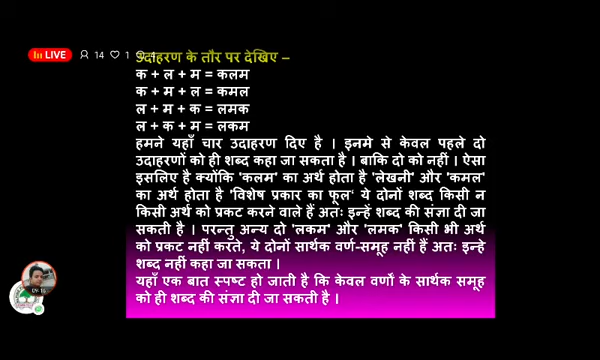 LIVE 14 1
उदाहरण के तौर पर देखिए –
क + ल + म = कलम
क + म + ल = कमल
ल + म + क = लमक
ल + क + म = लकम
हमने यहाँ चार उदाहरण दिए है । इनमे से केवल पहले दो
उदाहरणों को ही शब्द कहा जा सकता है । बाकि दो को नहीं । ऐसा
इसलिए है क्योंकि 'कलम' का अर्थ होता है 'लेखनी' और 'कमल'
का अर्थ होता है 'विशेष प्रकार का फूल' ये दोनों शब्द किसी न
किसी अर्थ को प्रकट करने वाले हैं अतः इन्हें शब्द की संज्ञा दी जा
सकती है । परन्तु अन्य दो 'लकम' और 'लमक' किसी भी अर्थ
को प्रकट नहीं करते, ये दोनों सार्थक वर्ण-समूह नहीं हैं अतः इन्हे
शब्द नहीं कहा जा सकता ।
यहाँ एक बात स्पष्ट हो जाती है कि केवल वर्णों के सार्थक समूह
को ही शब्द की संज्ञा दी जा सकती है ।